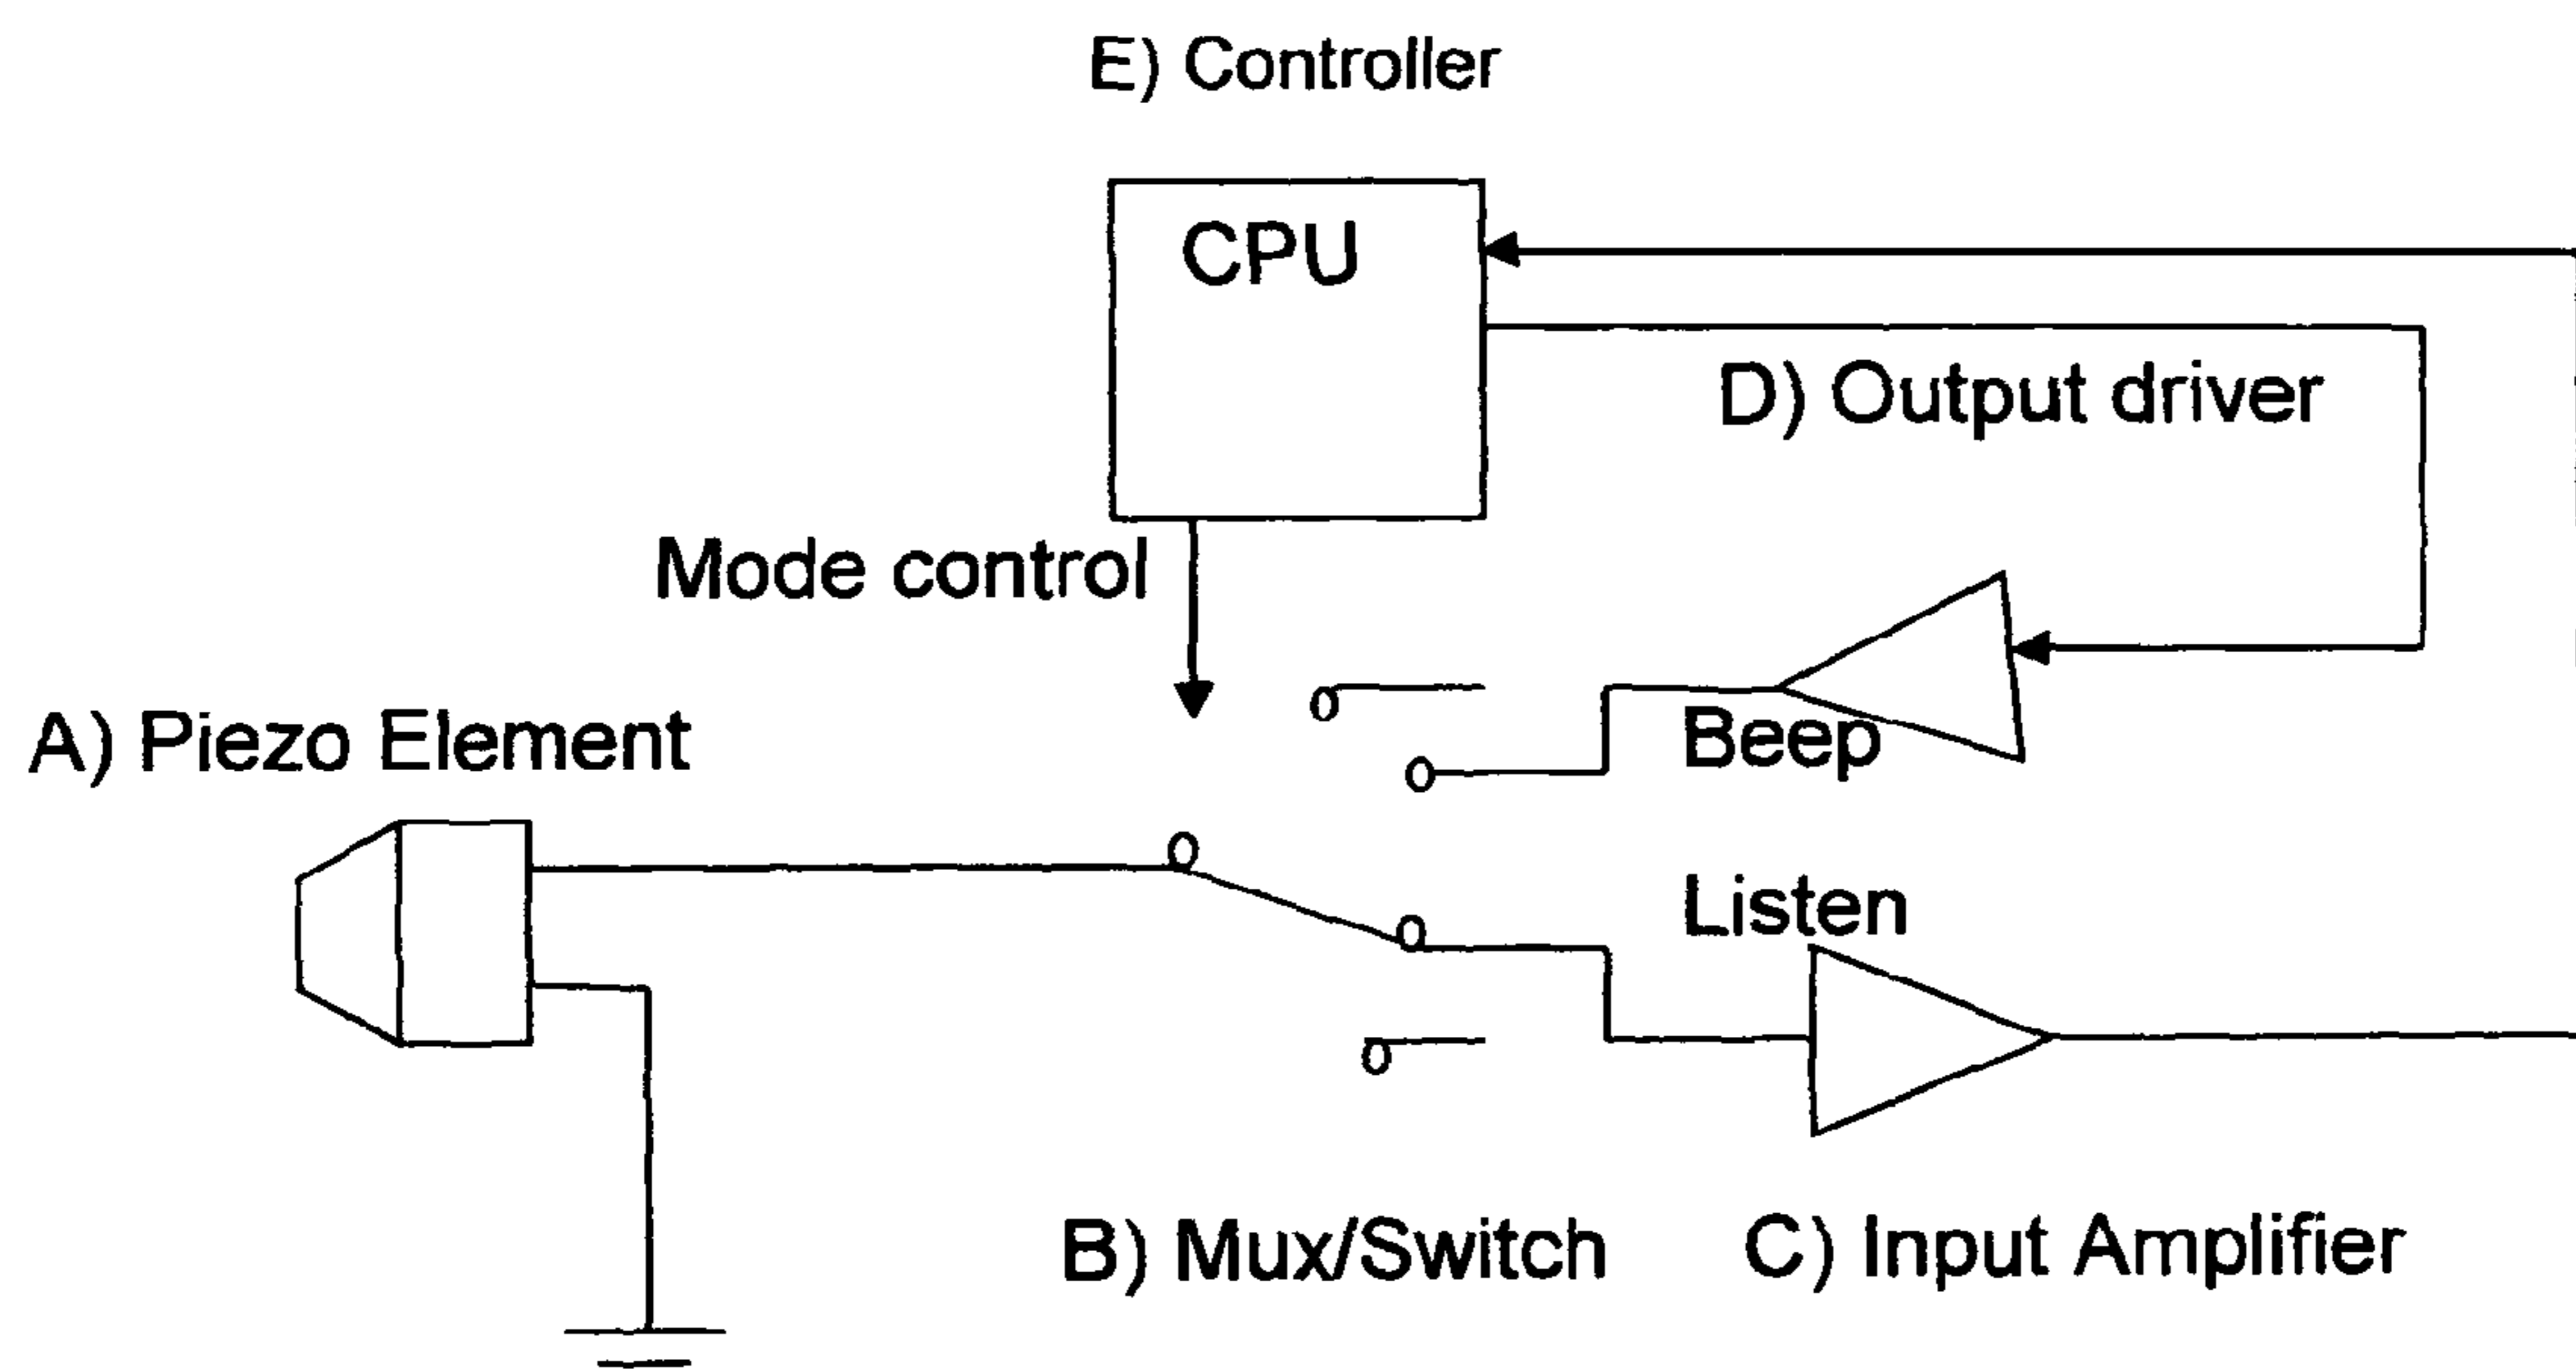 E) Controller
CPU
D) Output driver
Mode control
A) Piezo Element
Beep
Listen
B) Mux/Switch
C) Input Amplifier